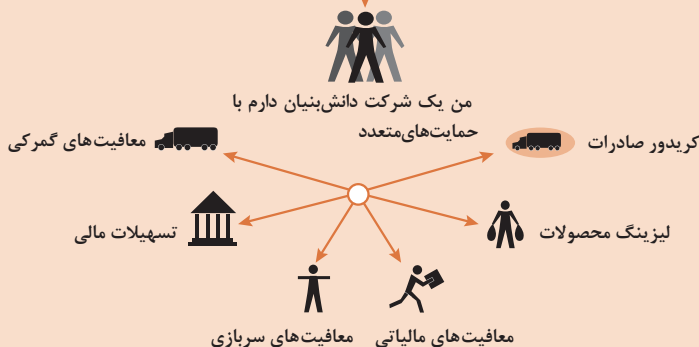 من یک شرکت دانش‌بنیان دارم با
حمایت‌های‌متعدد
کریدور صادرات
معافیت‌های گمرکی
لیزینگ محصولات
تسهیلات مالی
معافیت‌های مالیاتی
معافیت‌های سربازی